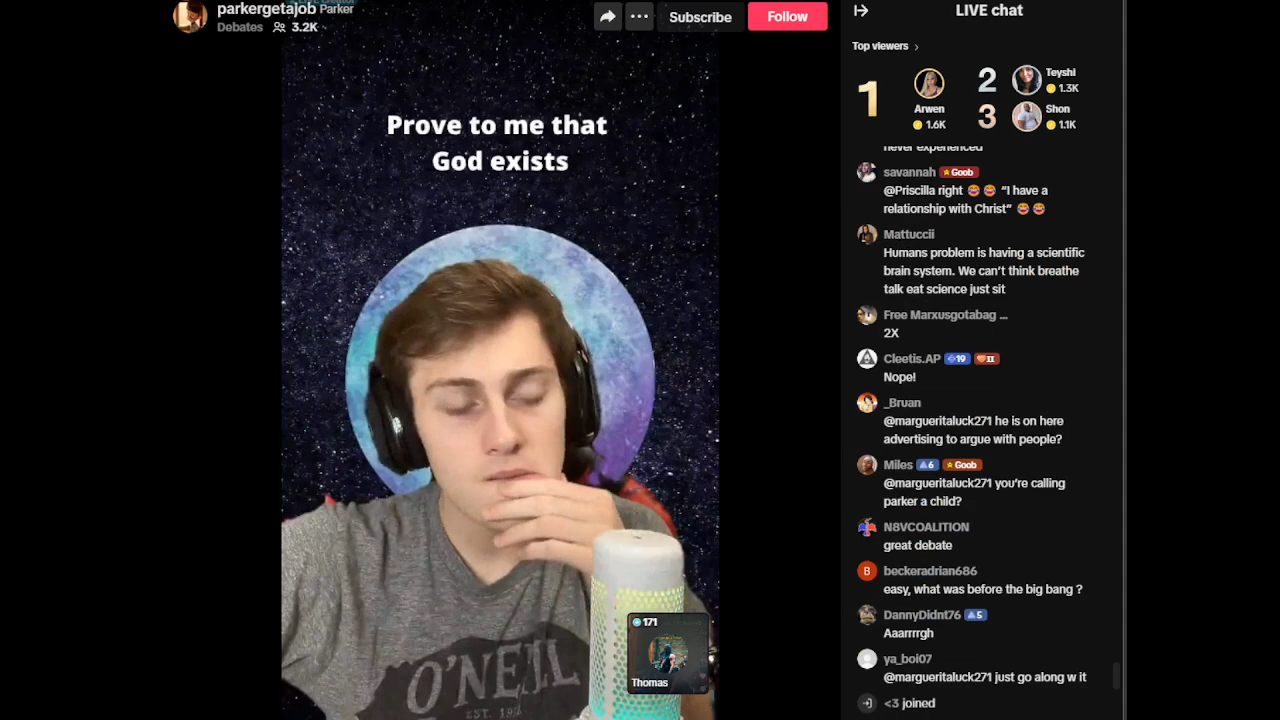 parkergetajob Parker
Debates 3.2K
Subscribe
Follow
Prove to me that
God exists
O'NEILL
171
Thomas
LIVE chat
Top viewers
1
Arwen
1.6K
2
Teyshi
1.3K
3
Shon
1.1K
never experienced
savannah Goob
@Priscilla right 😂 😂 “I have a
relationship with Christ” 😂 😂
Mattuccii
Humans problem is having a scientific
brain system. We can’t think breathe
talk eat science just sit
Free Marxusgotabag ...
2X
Cleetis.AP 19 II
Nope!
_Bruan
@margueritaluck271 he is on here
advertising to argue with people?
Miles 6 Goob
@margueritaluck271 you’re calling
parker a child?
N8VCOALITION
great debate
B beckeradrian686
easy, what was before the big bang ?
DannyDidnt76 5
Aaarrrrgh
ya_boi07
@margueritaluck271 just go along w it
<3 joined